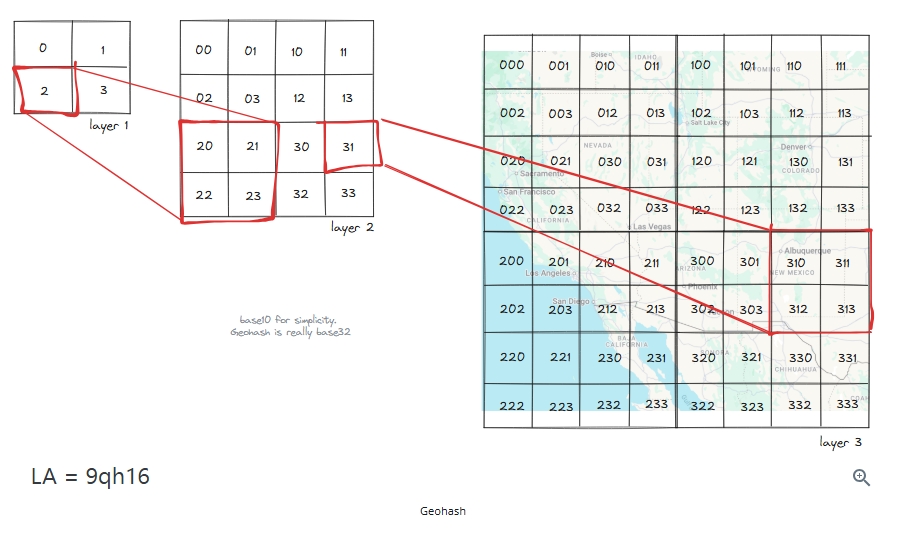 0 1
2 3
layer 1
00 01 10 11
02 03 12 13
20 21 30 31
22 23 32 33
layer 2
base10 for simplicity.
Geohash is really base32
Boise IDAHO
000 001 010 011 100 101 110 111
WYOMING
002 003 012 013 102 103 112 113
Salt Lake City
NEVADA Denver
020 021 030 031 120 121 130 131
Sacramento COLORADO
San Francisco
022 023 032 033 122 123 132 133
CALIFORNIA Las Vegas
Albuquerque
200 201 210 211 300 301 310 311
Los Angeles ARIZONA NEW MEXICO
Phoenix
San Diego
202 203 212 213 302 303 312 313
BAJA
CALIFORNIA
220 221 230 231 320 321 330 331
SONORA
CHIHUAHUA
222 223 232 233 322 323 332 333
layer 3
LA = 9qh16
Geohash